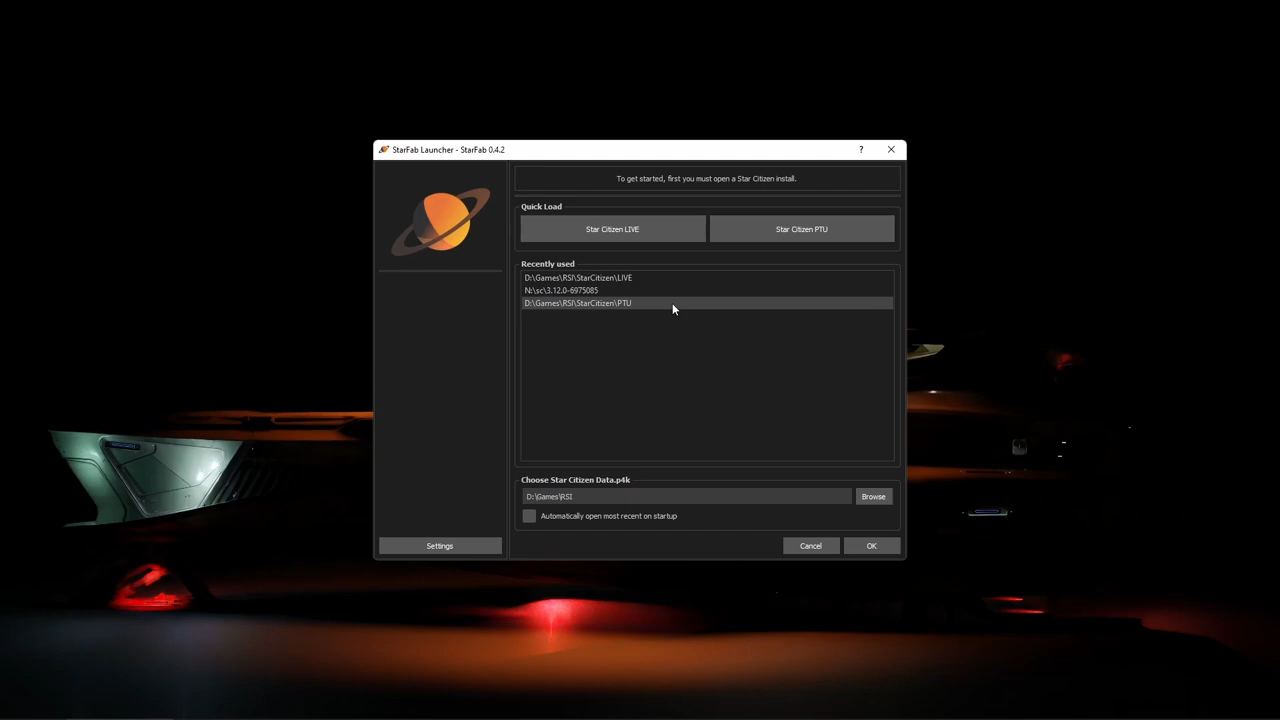 StarFab Launcher - StarFab 0.4.2
?
To get started, first you must open a Star Citizen install.
Quick Load
Star Citizen LIVE
Star Citizen PTU
Recently used
D:\Games\RSI\StarCitizen\LIVE
N:\sc\3.12.0-6975085
D:\Games\RSI\StarCitizen\PTU
Choose Star Citizen Data.p4k
D:\Games\RSI
Browse
Automatically open most recent on startup
Settings
Cancel
OK